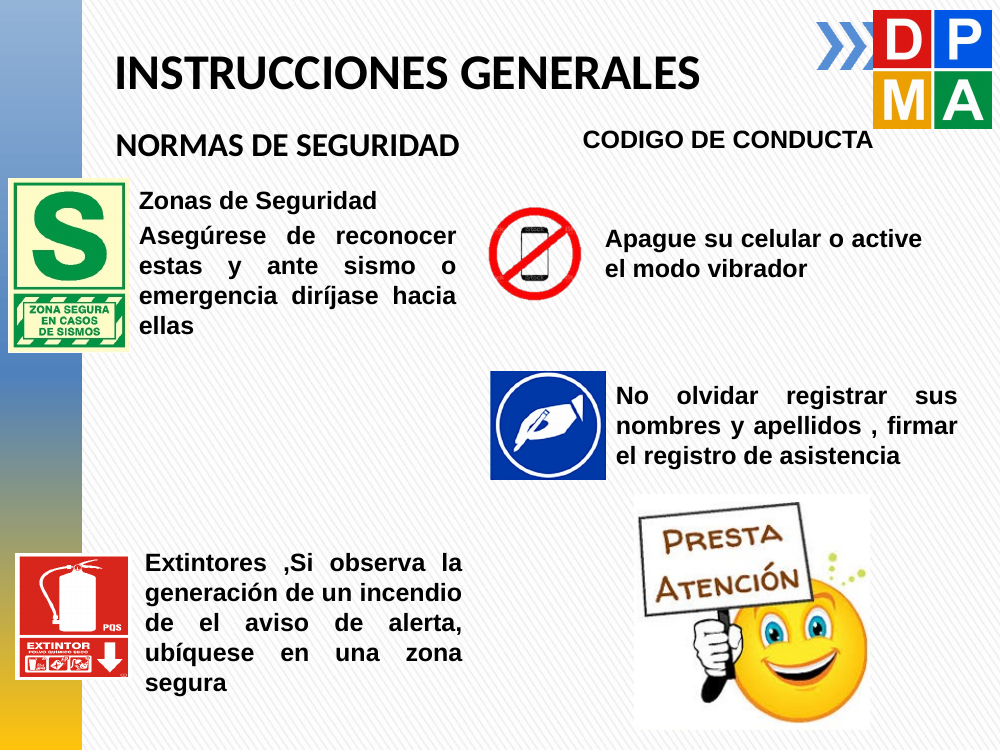 INSTRUCCIONES GENERALES
D P
M A
NORMAS DE SEGURIDAD
S
ZONA SEGURA
EN CASOS
DE SISMOS
Zonas de Seguridad
Asegúrese de reconocer
estas y ante sismo o
emergencia diríjase hacia
ellas
PQS
EXTINTOR
POLVO QUIMICO SECO
Extintores ,Si observa la
generación de un incendio
de el aviso de alerta,
ubíquese en una zona
segura
CODIGO DE CONDUCTA
Apague su celular o active
el modo vibrador
No olvidar registrar sus
nombres y apellidos , firmar
el registro de asistencia
PRESTA
ATENCIÓN